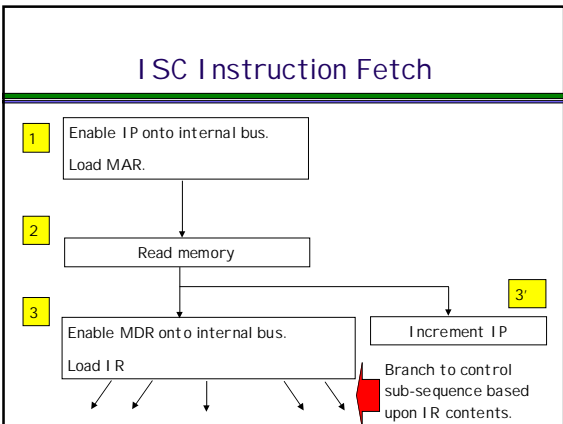 ISC Instruction Fetch
1
Enable IP onto internal bus.
Load MAR.
2
Read memory
3'
3
Enable MDR onto internal bus.
Load IR
Increment IP
Branch to control
sub-sequence based
upon IR contents.